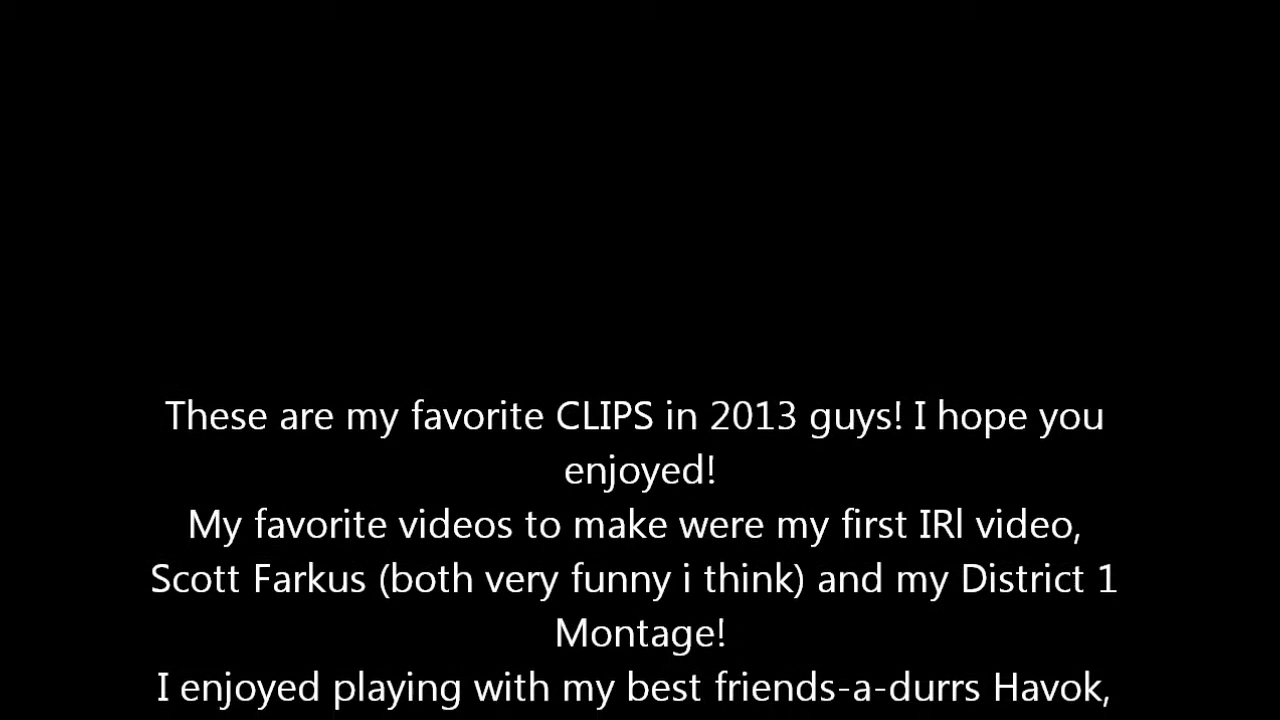 These are my favorite CLIPS in 2013 guys! I hope you
enjoyed!
My favorite videos to make were my first IRl video,
Scott Farkus (both very funny i think) and my District 1
Montage!
I enjoyed playing with my best friends-a-durrs Havok,